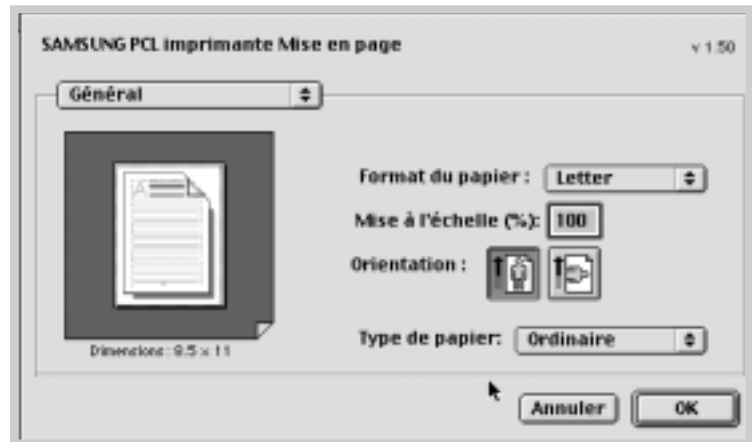 SAMSUNG PCL imprimante Mise en page
v 1.50
Général
Format du papier : Letter
Mise à l'échelle (%): 100
Orientation :
Dimensions : 8.5 x 11
Type de papier: Ordinaire
Annuler
OK